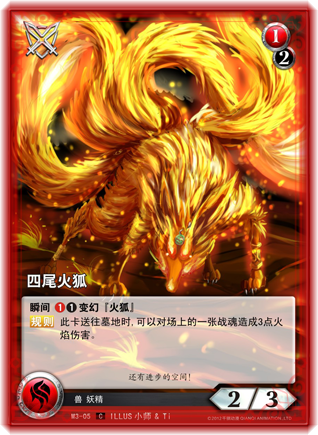 1
2
四尾火狐
瞬间 1 1 变幻『火狐』
规则 此卡送往墓地时,可以对场上的一张战魂造成3点火
焰伤害。
还有进步的空间!
兽 妖精
2 / 3
M3-05 C ILLUS 小师 & Ti